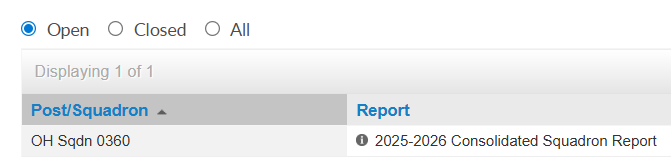 Open Closed All
Displaying 1 of 1
Post/Squadron Report
OH Sqdn 0360 2025-2026 Consolidated Squadron Report